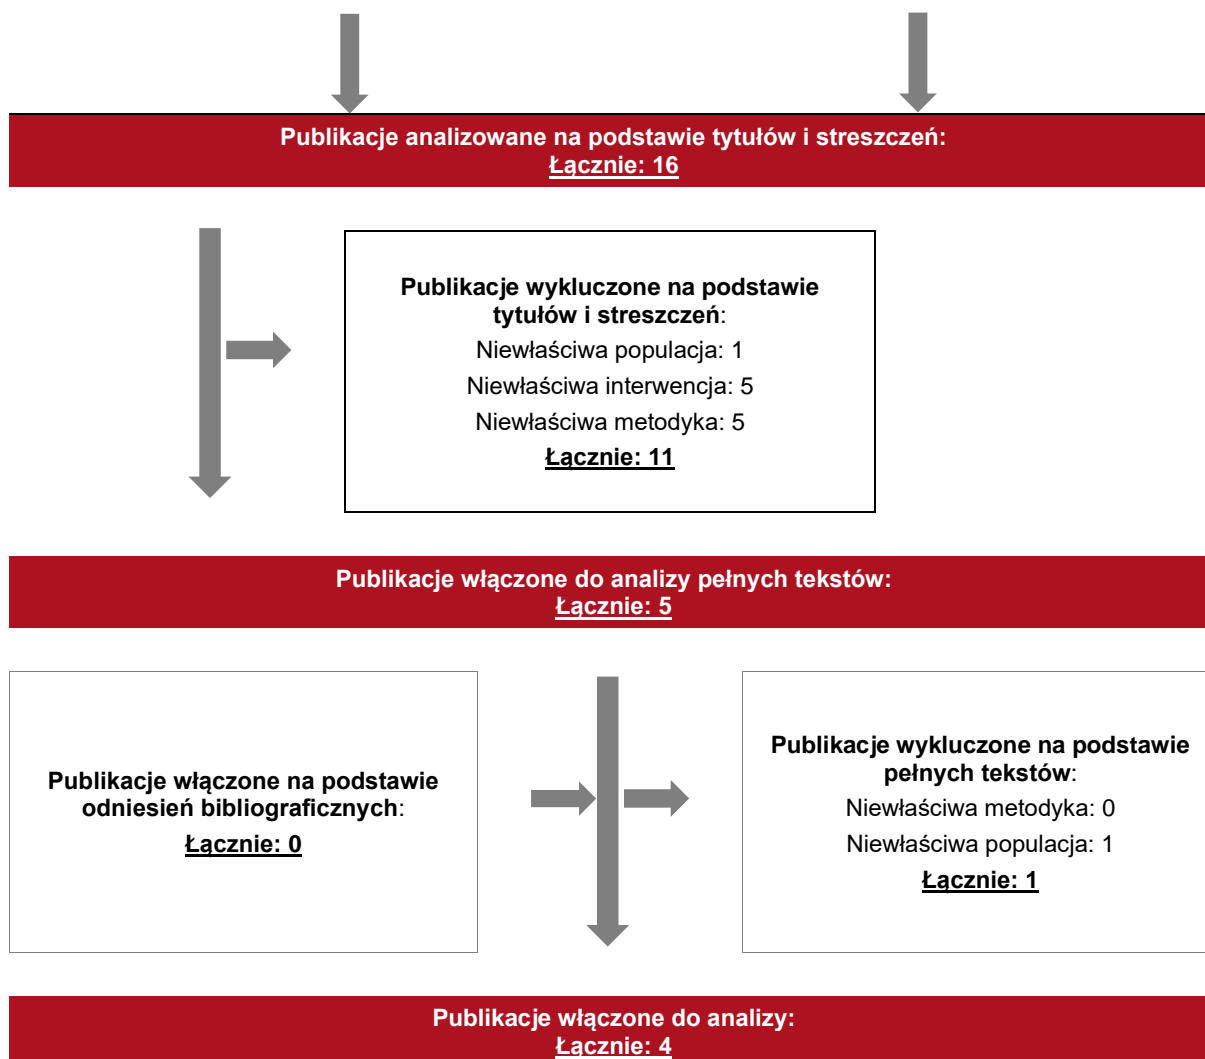 Publikacje analizowane na podstawie tytułów i streszczeń:
Łącznie: 16
Publikacje wykluczone na podstawie
tytułów i streszczeń:
Niewłaściwa populacja: 1
Niewłaściwa interwencja: 5
Niewłaściwa metodyka: 5
Łącznie: 11
Publikacje włączone do analizy pełnych tekstów:
Łącznie: 5
Publikacje włączone na podstawie
odniesień bibliograficznych:
Łącznie: 0
Publikacje wykluczone na podstawie
pełnych tekstów:
Niewłaściwa metodyka: 0
Niewłaściwa populacja: 1
Łącznie: 1
Publikacje włączone do analizy:
Łącznie: 4